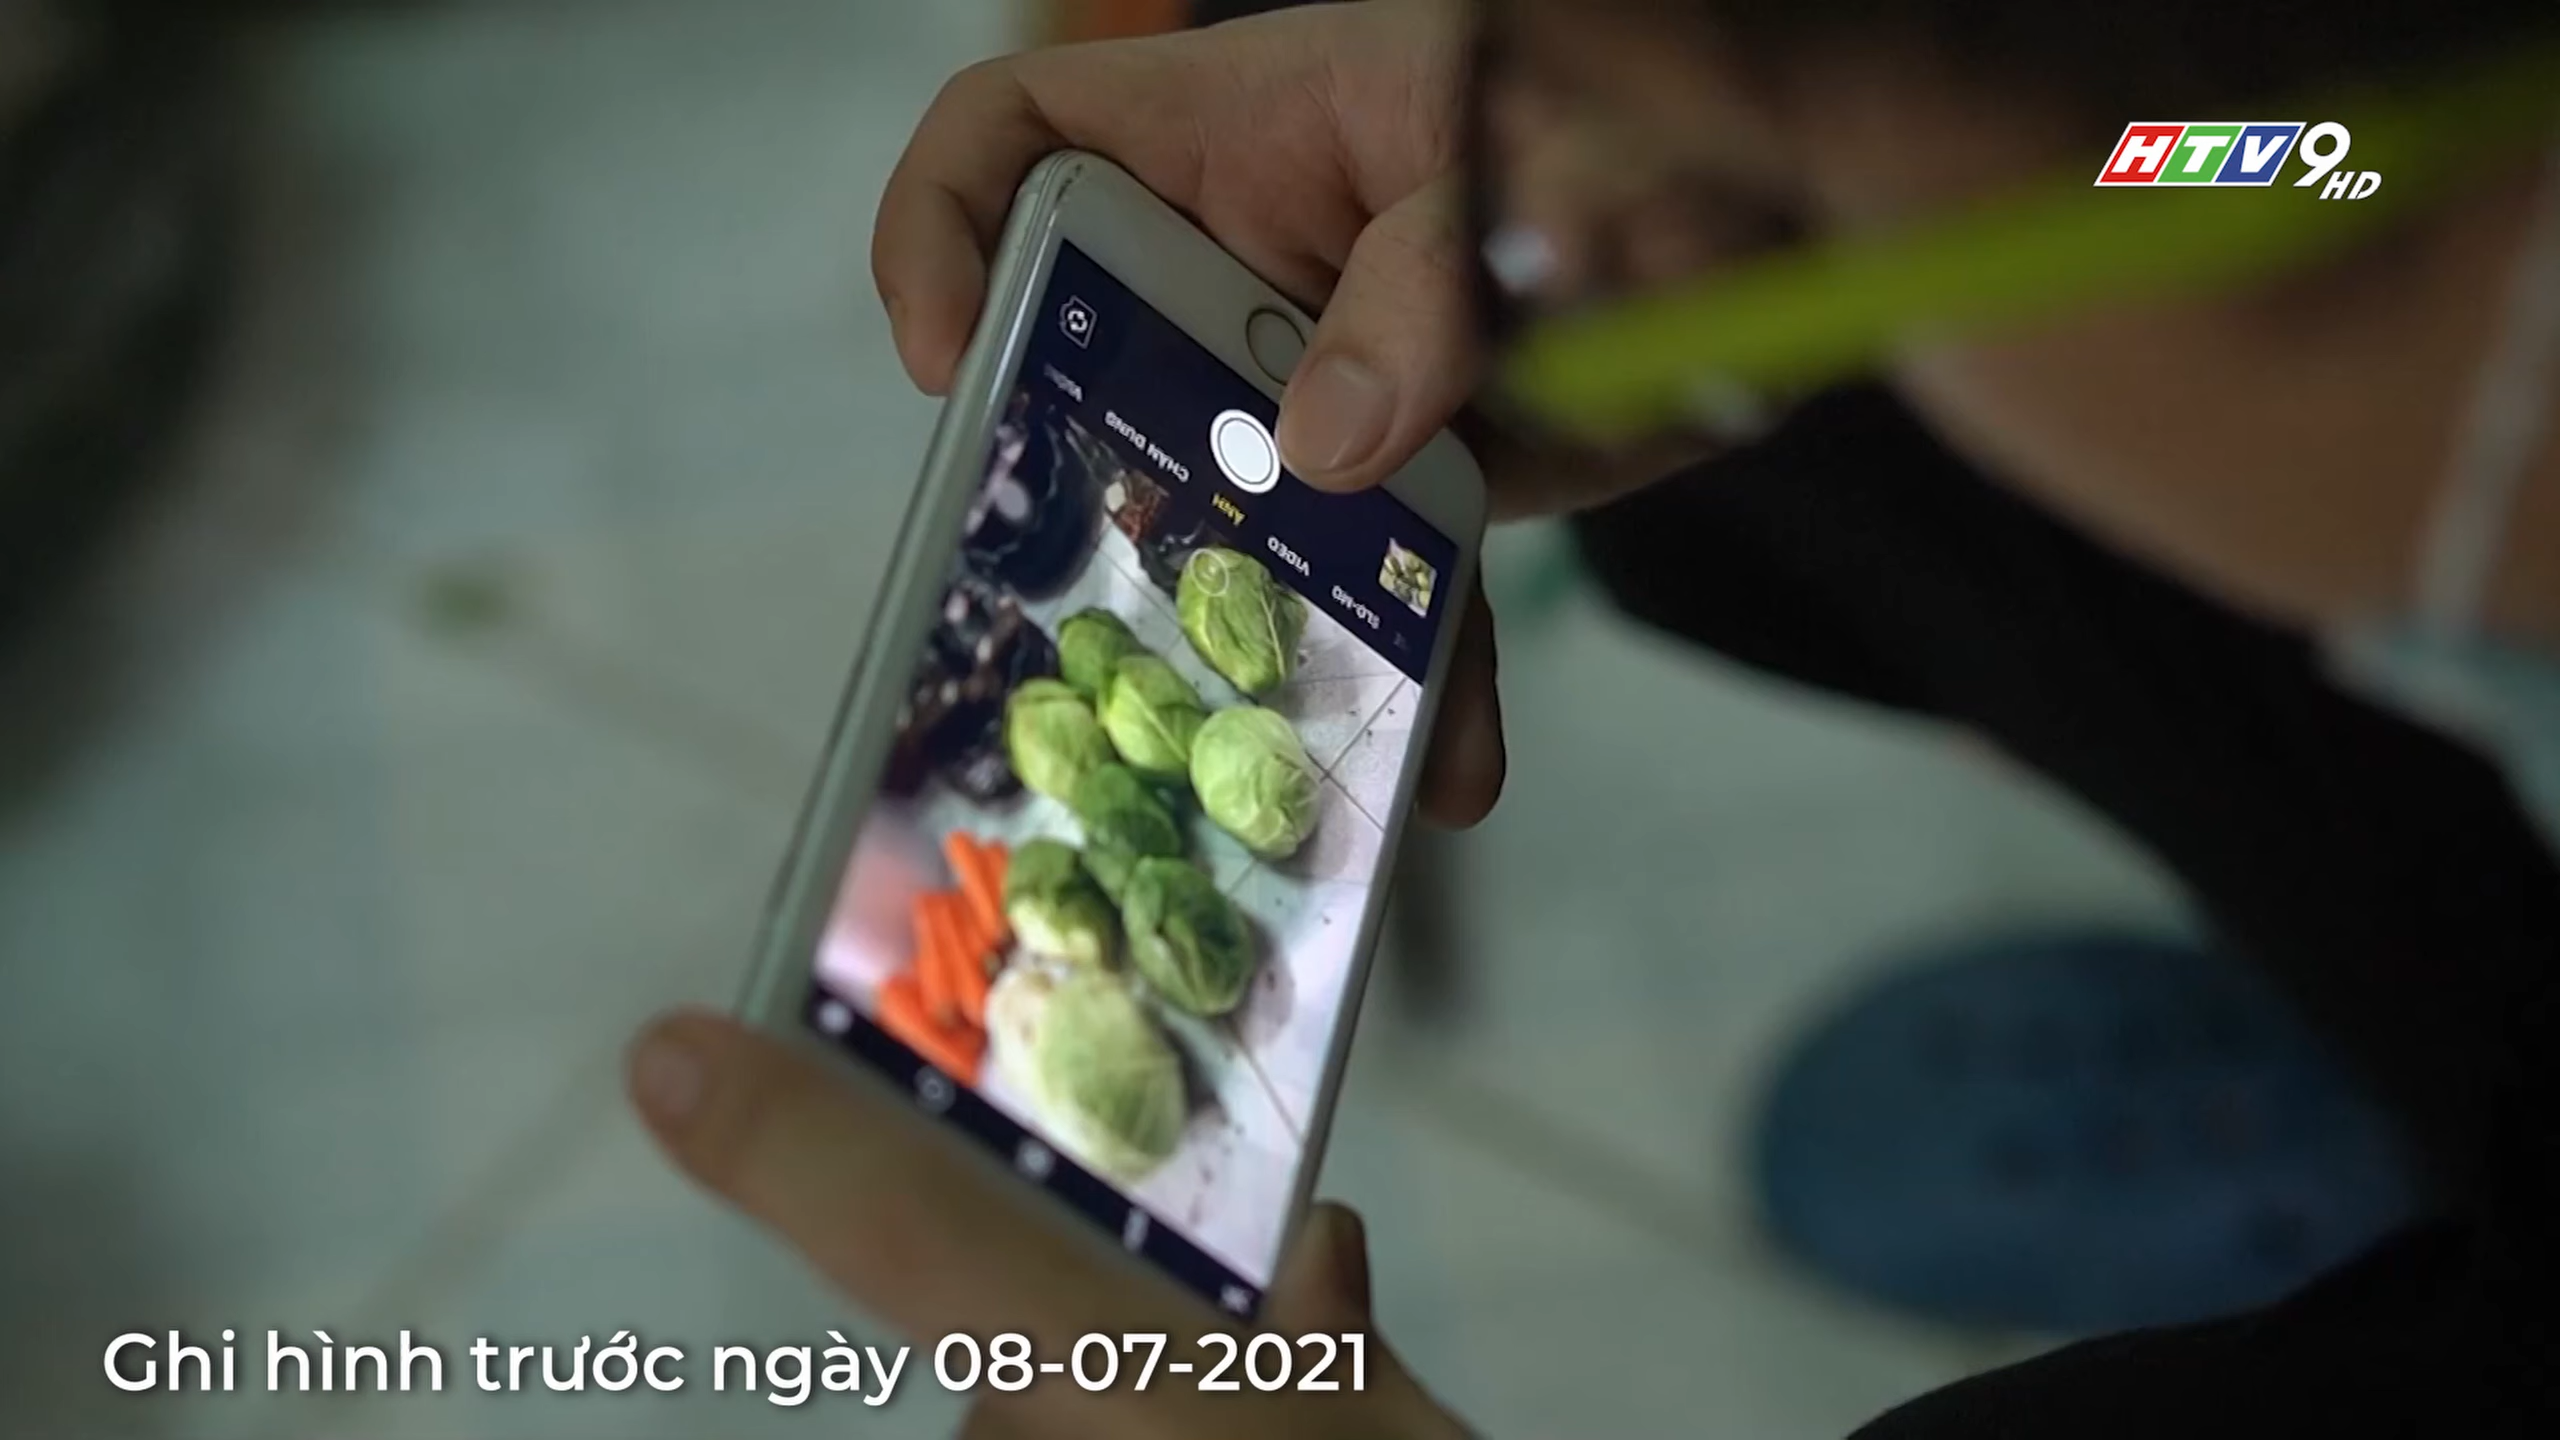 HTV9 HD
CHÂN DUNG
ẢNH
VIDEO
SLO-MO
Ghi hình trước ngày 08-07-2021